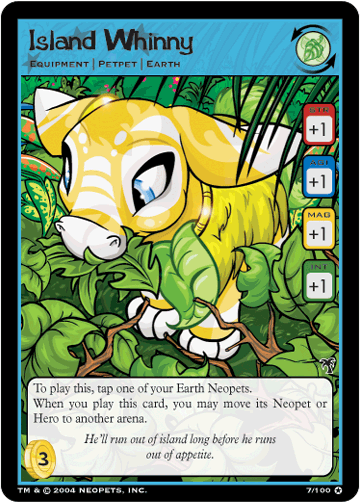 Island Whinny
Equipment | Petpet | Earth
STR
+1
AGI
+1
MAG
+1
INT
+1
To play this, tap one of your Earth Neopets.
When you play this card, you may move its Neopet or
Hero to another arena.
He'll run out of island long before he runs
out of appetite.
3
TM & © 2004 NEOPETS, INC.
7/100